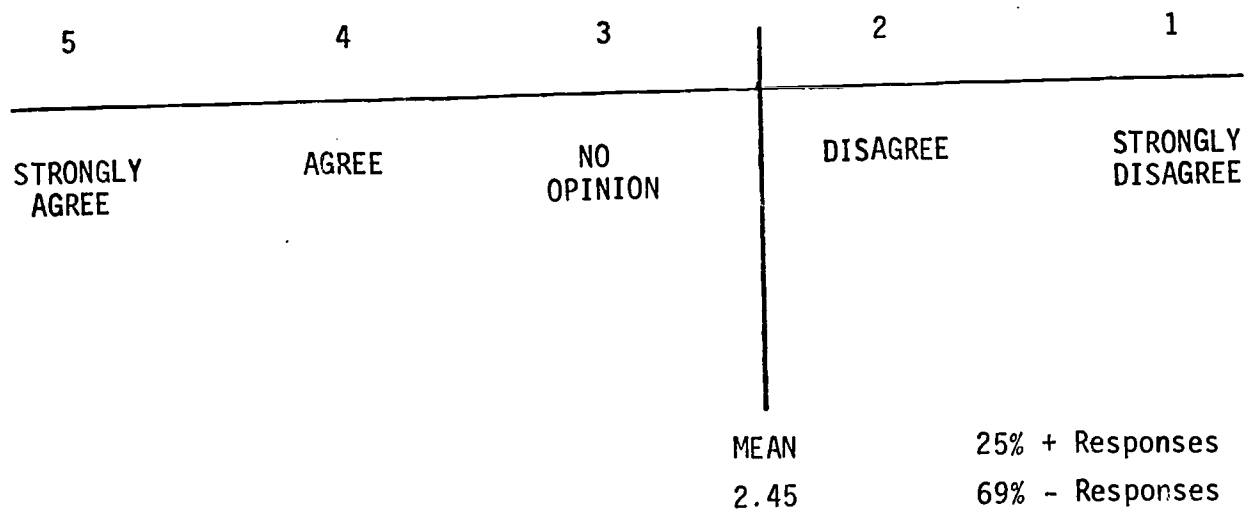 5 4 3 2 1
STRONGLY AGREE NO DISAGREE STRONGLY
AGREE OPINION DISAGREE
MEAN 25% + Responses
2.45 69% - Responses